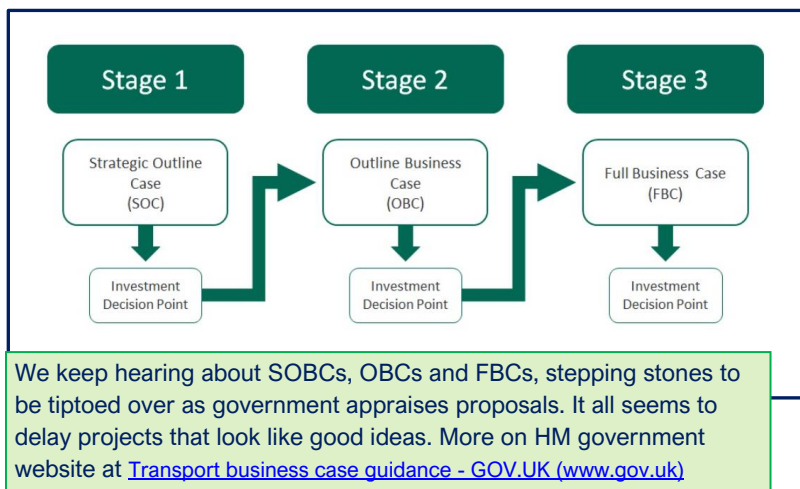 Stage 1
Stage 2
Stage 3
Strategic Outline
Case
(SOC)
Outline Business
Case
(OBC)
Full Business Case
(FBC)
Investment
Decision Point
Investment
Decision Point
Investment
Decision Point
We keep hearing about SOBCs, OBCs and FBCs, stepping stones to
be tiptoed over as government appraises proposals. It all seems to
delay projects that look like good ideas. More on HM government
website at Transport business case guidance - GOV.UK (www.gov.uk)